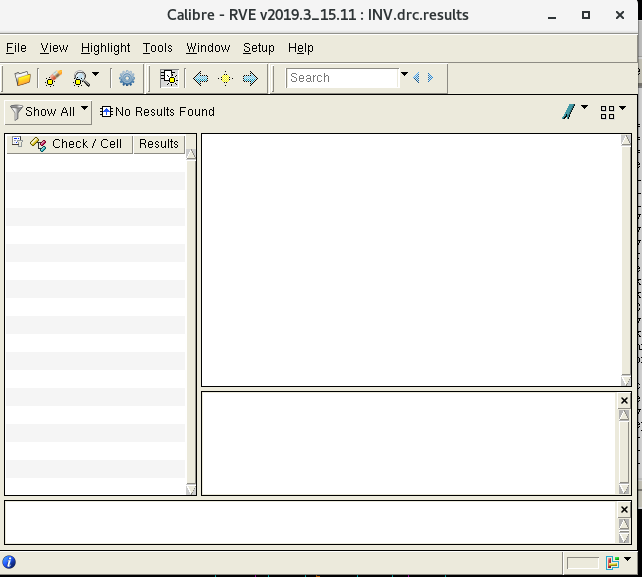 Calibre - RVE v2019.3_15.11 : INV.drc.results
File View Highlight Tools Window Setup Help
Search
Show All No Results Found
Check / Cell Results